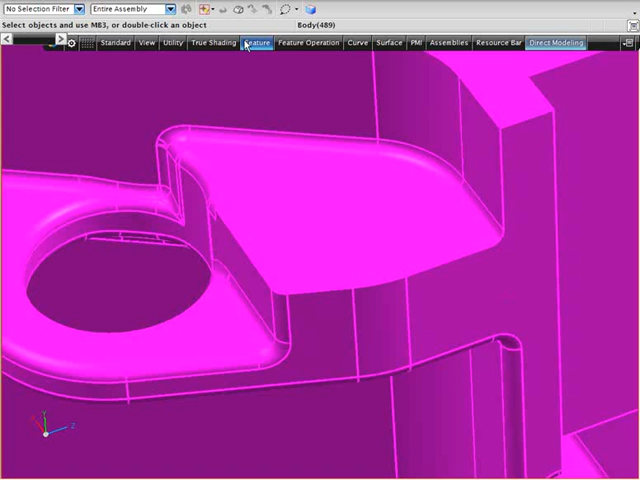 No Selection Filter Entire Assembly
Select objects and use MB3, or double-click an object Body(489)
Standard View Utility True Shading Feature Feature Operation Curve Surface PMI Assemblies Resource Bar Direct Modeling
Y
Z